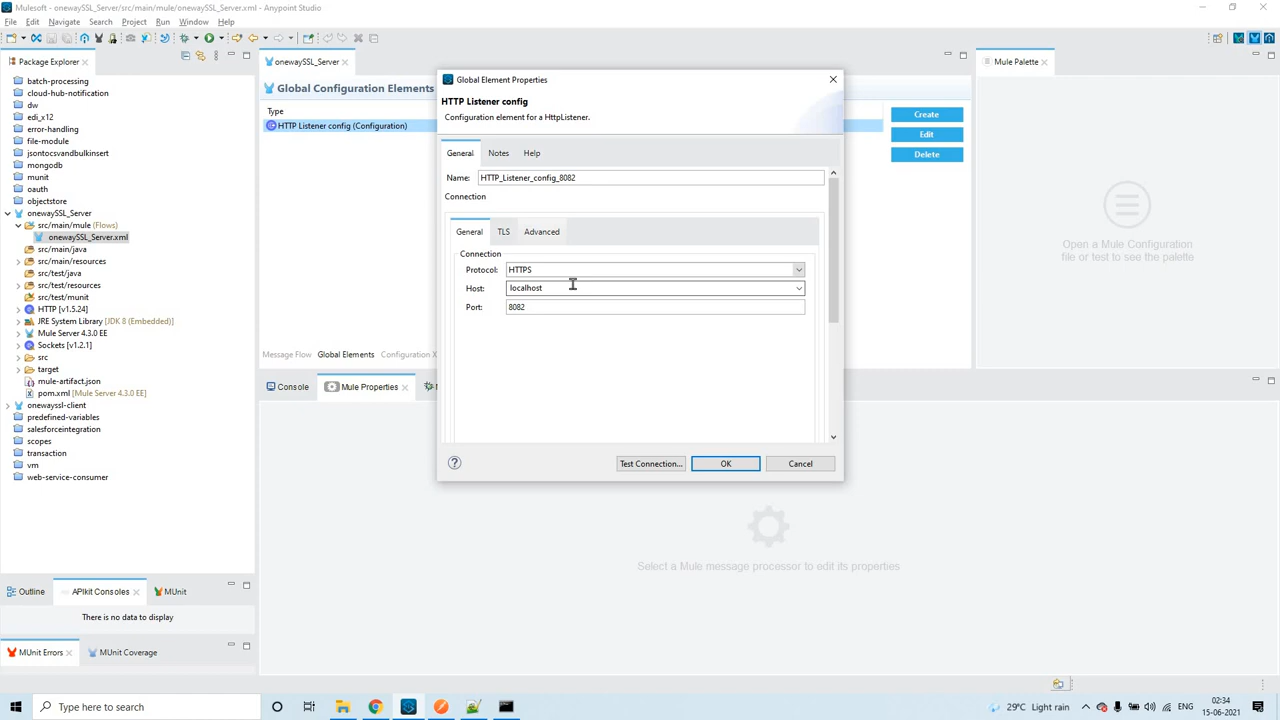 Mulesoft - onewaySSL_Server/src/main/mule/onewaySSL_Server.xml - Anypoint Studio
File Edit Navigate Search Project Run Window Help
Package Explorer
batch-processing
cloud-hub-notification
dw
edi_x12
error-handling
file-module
jsontocsvandbulkinsert
mongodb
munit
oauth
objectstore
onewaySSL_Server
src/main/mule (Flows)
onewaySSL_Server.xml
src/main/java
src/main/resources
src/test/java
src/test/resources
src/test/munit
HTTP [v1.5.24]
JRE System Library [JDK 8 (Embedded)]
Mule Server 4.3.0 EE
Sockets [v1.2.1]
src
target
mule-artifact.json
pom.xml [Mule Server 4.3.0 EE]
onewayssl-client
predefined-variables
salesforceintegration
scopes
transaction
vm
web-service-consumer
Outline APIkit Consoles MUnit
There is no data to display
MUnit Errors MUnit Coverage
onewaySSL_Server
Global Configuration Elements
Type
HTTP Listener config (Configuration)
Create
Edit
Delete
Message Flow Global Elements Configuration X
Console Mule Properties
Select a Mule message processor to edit its properties
Global Element Properties
HTTP Listener config
Configuration element for a HttpListener.
General Notes Help
Name: HTTP_Listener_config_8082
Connection
General TLS Advanced
Connection
Protocol: HTTPS
Host: localhost
Port: 8082
? Test Connection... OK Cancel
Mule Palette
Open a Mule Configuration
file or test to see the palette
Type here to search
29°C Light rain
ENG
02:34
15-06-2021